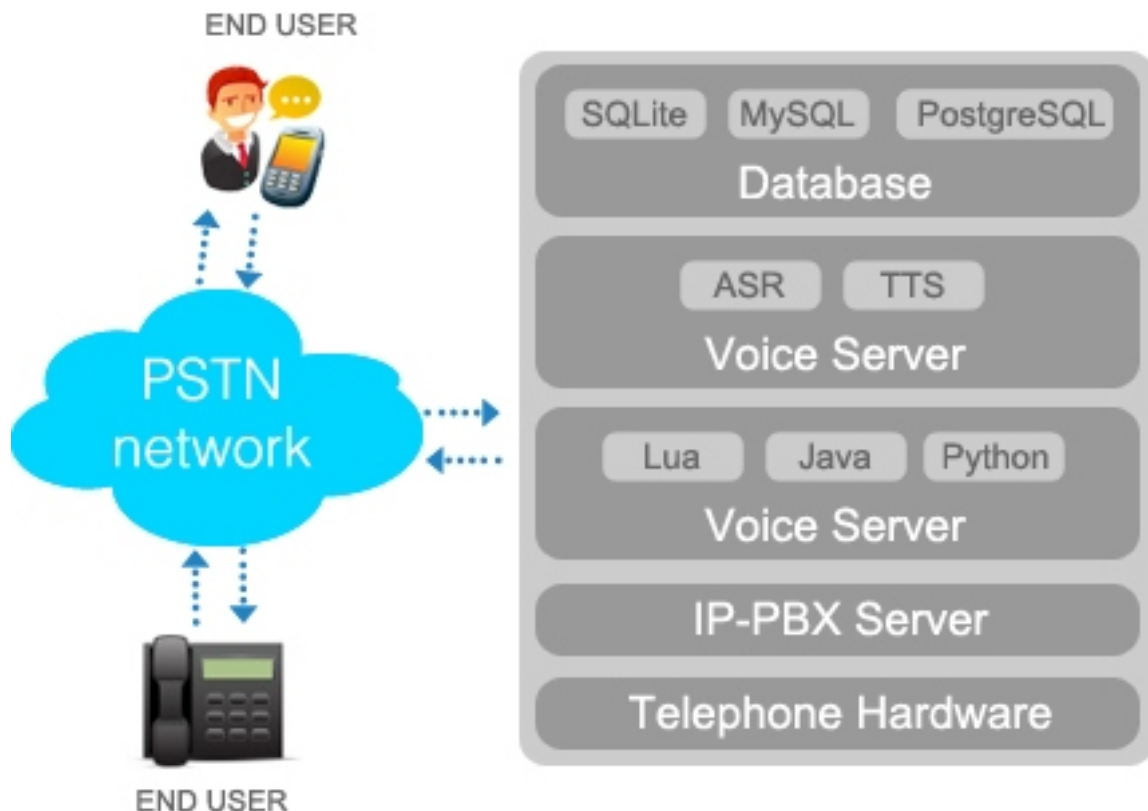 END USER
SQLite MySQL PostgreSQL
Database
ASR TTS
Voice Server
PSTN
network
Lua Java Python
Voice Server
IP-PBX Server
Telephone Hardware
END USER